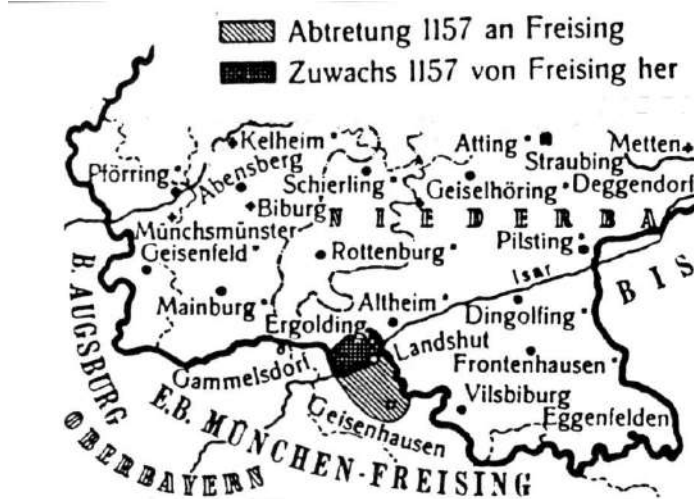 Abtretung 1157 an Freising
Zuwachs 1157 von Freising her
Kelheim
Atting
Metten
Straubing
Pförring
Abensberg
Schierling
Geiselhöring
Deggendorf
Biburg
NIEDERBA
Münchsmünster
Geisenfeld
Rottenburg
Pilsting
Isar
BIS
B. AUGSBURG
Mainburg
Altheim
Dingolfing
Ergolding
Landshut
Gammelsdorf
Frontenhausen
Geisenhausen
Vilsbiburg
Eggenfelden
OBERBAYERN
E.B. MÜNCHEN-FREISING